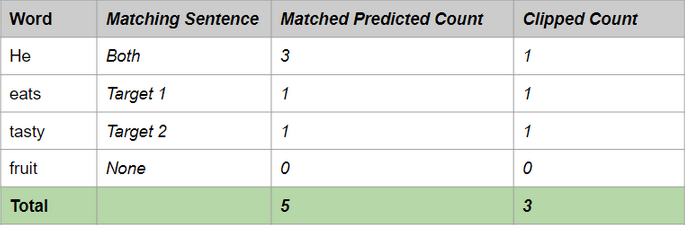 Word Matching Sentence Matched Predicted Count Clipped Count
He Both 3 1
eats Target 1 1 1
tasty Target 2 1 1
fruit None 0 0
Total 5 3